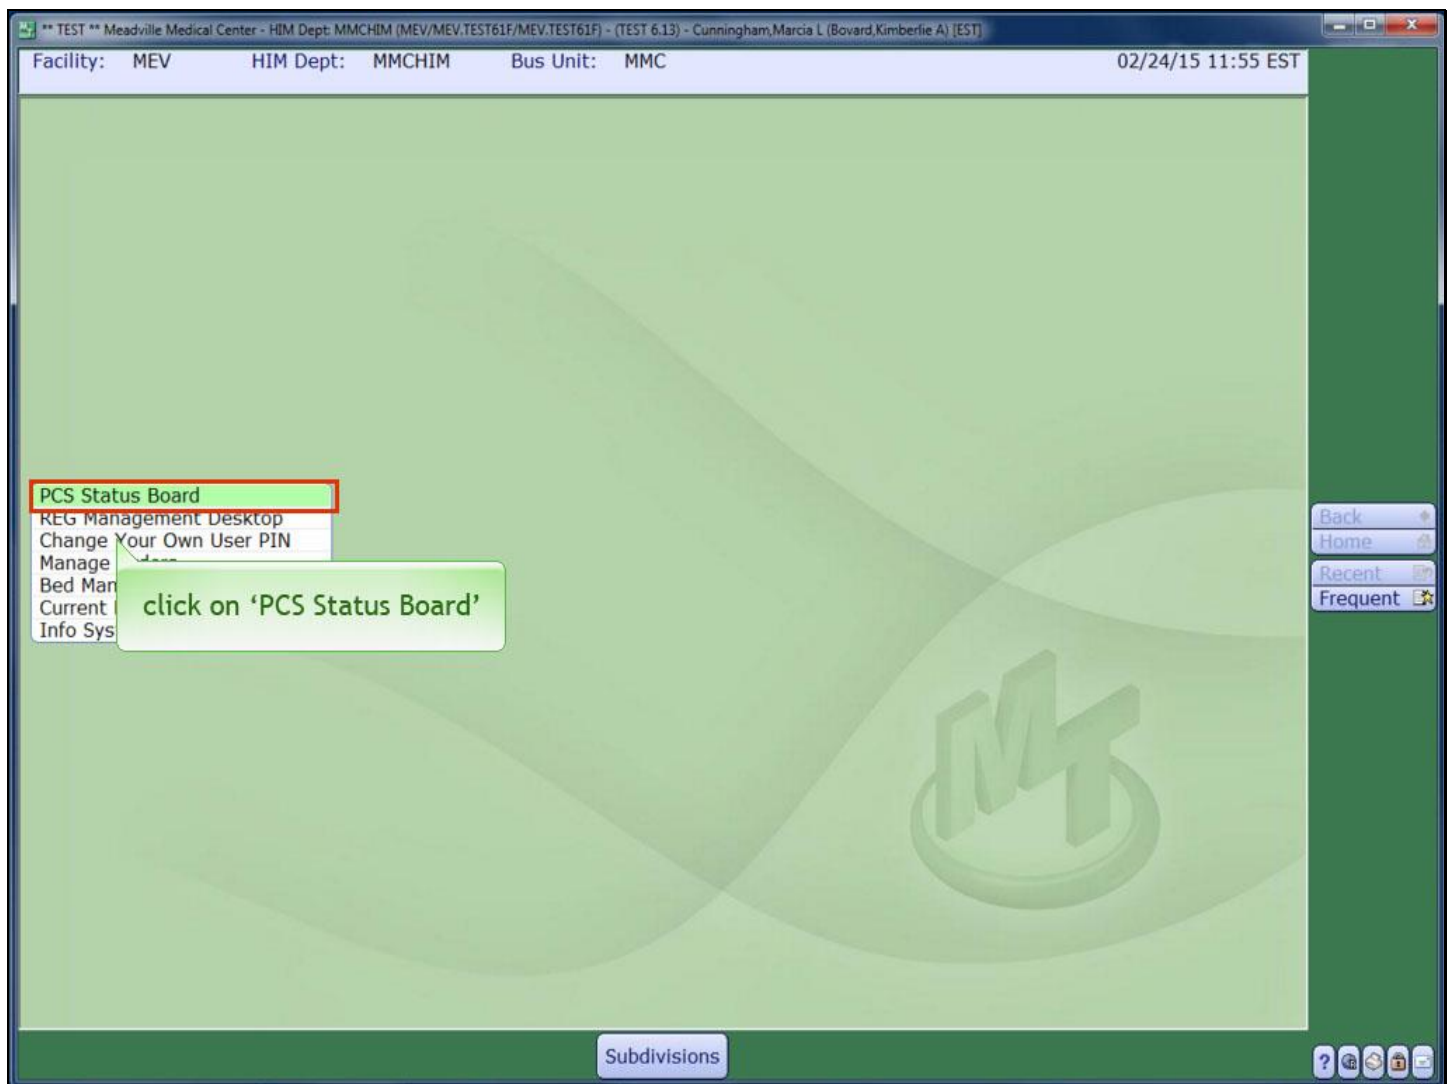 ** TEST ** Meadville Medical Center - HIM Dept: MMCHIM (MEV/MEV.TEST61F/MEV.TEST61F) - (TEST 6.13) - Cunningham,Marcia L (Bovard,Kimberlie A) [EST]
Facility: MEV HIM Dept: MMCHIM Bus Unit: MMC 02/24/15 11:55 EST
PCS Status Board
REG Management Desktop
Change Your Own User PIN
Manage
Bed Man
Current
Info Sys
click on ‘PCS Status Board’
Back
Home
Recent
Frequent
MT
Subdivisions
?